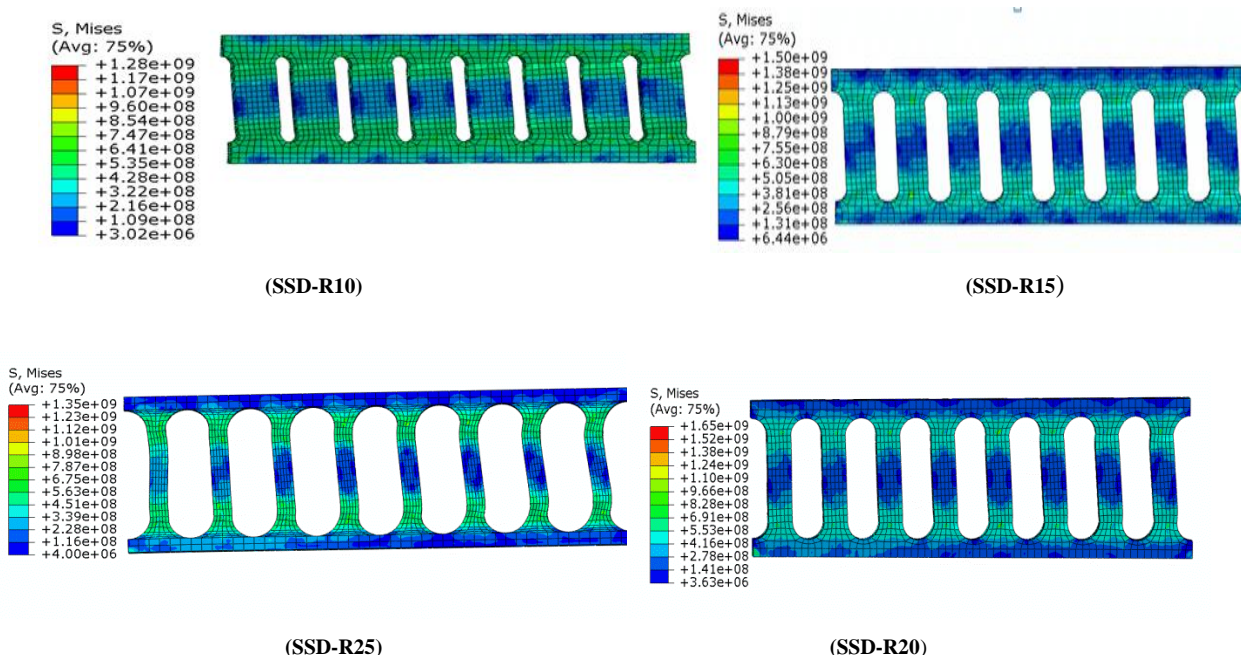 S, Mises
(Avg: 75%)
+1.28e+09
+1.17e+09
+1.07e+09
+9.60e+08
+8.54e+08
+7.47e+08
+6.41e+08
+5.35e+08
+4.28e+08
+3.22e+08
+2.16e+08
+1.09e+08
+3.02e+06
(SSD-R10)
S, Mises
(Avg: 75%)
+1.50e+09
+1.38e+09
+1.25e+09
+1.13e+09
+1.00e+09
+8.79e+08
+7.55e+08
+6.30e+08
+5.05e+08
+3.81e+08
+2.56e+08
+1.31e+08
+6.44e+06
(SSD-R15)
S, Mises
(Avg: 75%)
+1.35e+09
+1.23e+09
+1.12e+09
+1.01e+09
+8.98e+08
+7.87e+08
+6.75e+08
+5.63e+08
+4.51e+08
+3.39e+08
+2.28e+08
+1.16e+08
+4.00e+06
(SSD-R25)
S, Mises
(Avg: 75%)
+1.65e+09
+1.52e+09
+1.38e+09
+1.24e+09
+1.10e+09
+9.66e+08
+8.28e+08
+6.91e+08
+5.53e+08
+4.16e+08
+2.78e+08
+1.41e+08
+3.63e+06
(SSD-R20)